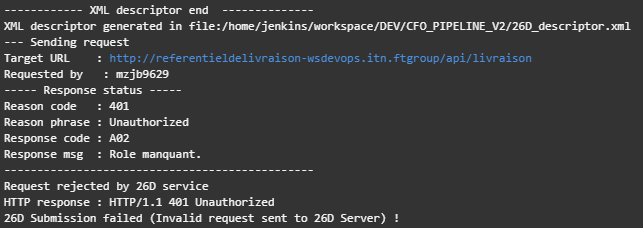 ------------ XML descriptor end  --------------
XML descriptor generated in file:/home/jenkins/workspace/DEV/CFO_PIPELINE_V2/26D_descriptor.xml
--- Sending request
Target URL    : http://referentieldelivraison-wsdevops.itn.ftgroup/api/livraison
Requested by   : mzjb9629
----- Response status -----
Reason code   : 401
Reason phrase : Unauthorized
Response code : A02
Response msg  : Role manquant.
-----------------------------------------------
Request rejected by 26D service
HTTP response : HTTP/1.1 401 Unauthorized
26D Submission failed (Invalid request sent to 26D Server) !